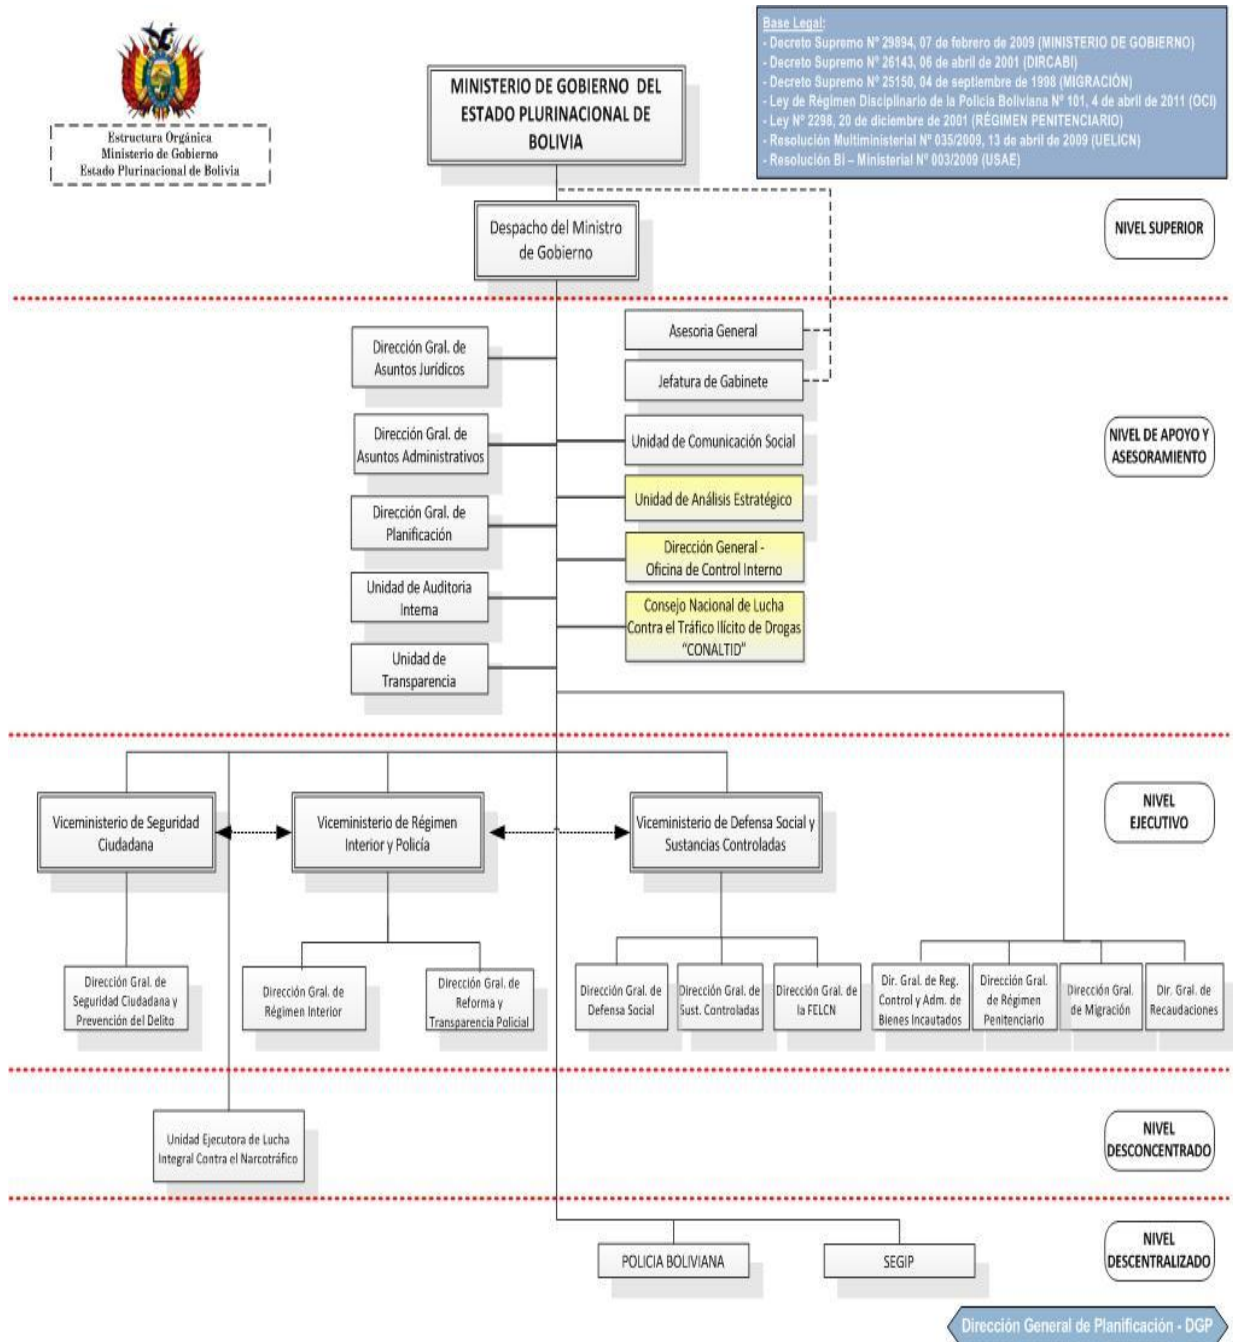 Estructura Orgánica
Ministerio de Gobierno
Estado Plurinacional de Bolivia
Base Legal:
- Decreto Supremo Nº 29894, 07 de febrero de 2009 (MINISTERIO DE GOBIERNO)
- Decreto Supremo Nº 26143, 06 de abril de 2001 (DIRCABI)
- Decreto Supremo Nº 25150, 04 de septiembre de 1998 (MIGRACIÓN)
- Ley de Régimen Disciplinario de la Policía Boliviana Nº 101, 4 de abril de 2011 (OCI)
- Ley Nº 2298, 20 de diciembre de 2001 (RÉGIMEN PENITENCIARIO)
- Resolución Multiministerial Nº 035/2009, 13 de abril de 2009 (UELICN)
- Resolución Bi – Ministerial Nº 003/2009 (USAE)
MINISTERIO DE GOBIERNO DEL
ESTADO PLURINACIONAL DE
BOLIVIA
Despacho del Ministro
de Gobierno
NIVEL SUPERIOR
Dirección Gral. de
Asuntos Jurídicos
Dirección Gral. de
Asuntos Administrativos
Dirección Gral. de
Planificación
Unidad de Auditoria
Interna
Unidad de
Transparencia
Asesoria General
Jefatura de Gabinete
Unidad de Comunicación Social
Unidad de Análisis Estratégico
Dirección General -
Oficina de Control Interno
Consejo Nacional de Lucha
Contra el Tráfico Ilícito de Drogas
“CONALTID”
NIVEL DE APOYO Y
ASESORAMIENTO
Viceministerio de Seguridad
Ciudadana
Viceministerio de Régimen
Interior y Policía
Viceministerio de Defensa Social y
Sustancias Controladas
NIVEL
EJECUTIVO
Dirección Gral. de
Seguridad Ciudadana y
Prevención del Delito
Dirección Gral. de
Régimen Interior
Dirección Gral. de
Reforma y
Transparencia Policial
Dirección Gral. de
Defensa Social
Dirección Gral. de
Sust. Controladas
Dirección Gral. de
la FELCN
Dir. Gral. de Reg.
Control y Adm. de
Bienes Incautados
Dirección Gral.
de Régimen
Penitenciario
Dirección Gral.
de Migración
Dir. Gral. de
Recaudaciones
Unidad Ejecutora de Lucha
Integral Contra el Narcotráfico
NIVEL
DESCONCENTRADO
POLICIA BOLIVIANA
SEGIP
NIVEL
DESCENTRALIZADO
Dirección General de Planificación - DGP